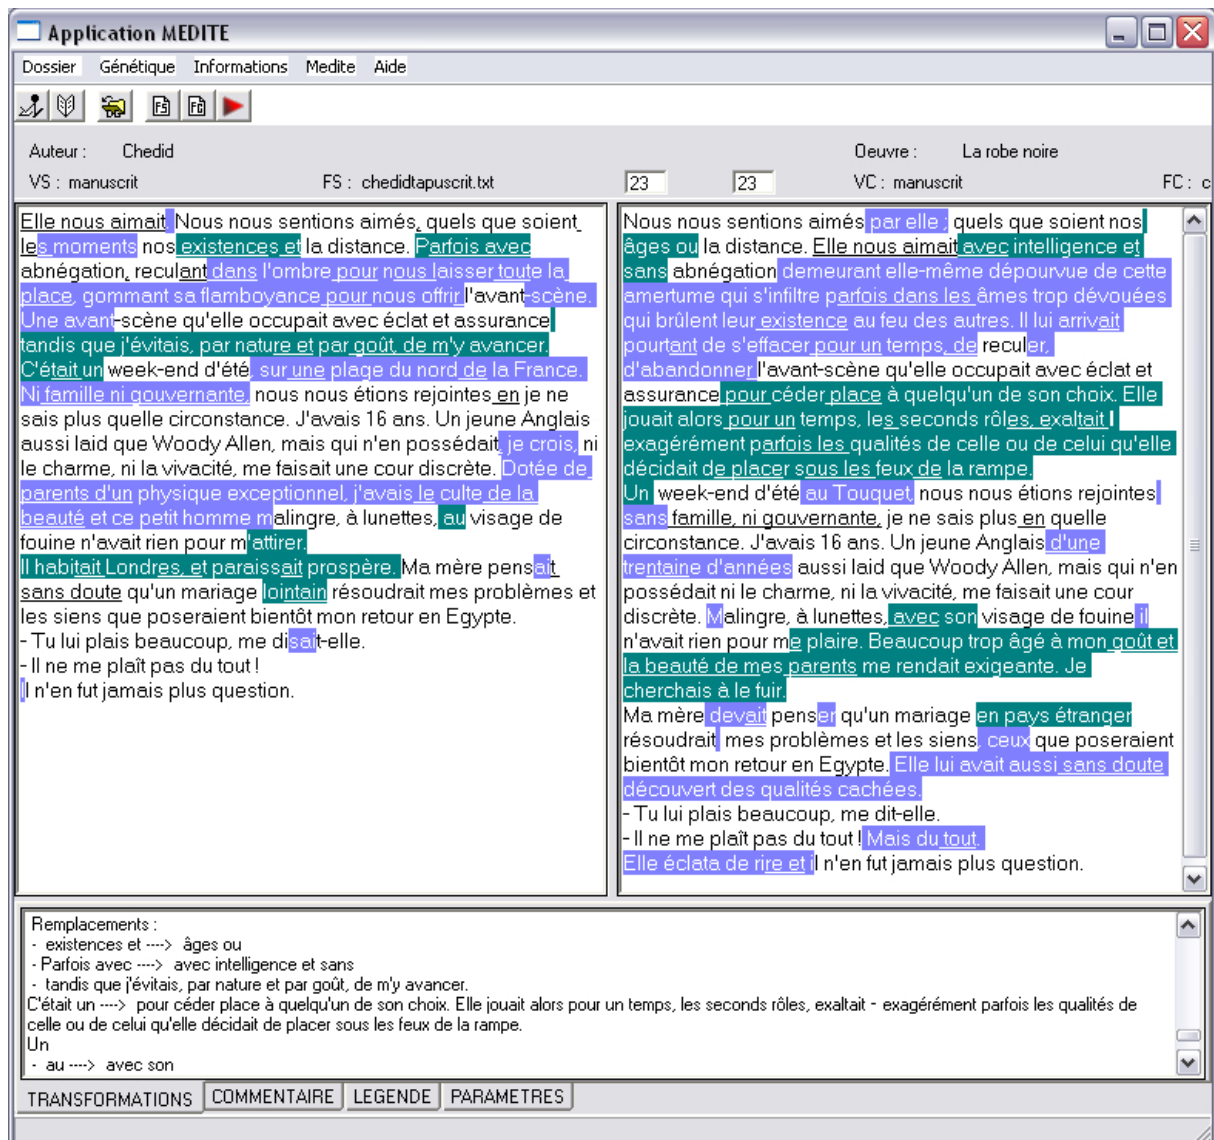 Application MEDITE
Dossier Génétique Informations Medite Aide
FS FG
Auteur : Chedid Oeuvre : La robe noire
VS : manuscrit FS : chedidtapuscrit.txt 23 23 VC : manuscrit FC : c
Elle nous aimait. Nous nous sentions aimés, quels que soient
les moments nos existences et la distance. Parfois avec
abnégation, reculant dans l'ombre pour nous laisser toute la
place, gommant sa flamboyance pour nous offrir l'avant-scène.
Une avant-scène qu'elle occupait avec éclat et assurance
tandis que j'évitais, par nature et par goût, de m'y avancer.
C'était un week-end d'été, sur une plage du nord de la France.
Ni famille ni gouvernante, nous nous étions rejointes en je ne
sais plus quelle circonstance. J'avais 16 ans. Un jeune Anglais
aussi laid que Woody Allen, mais qui n'en possédait, je crois, ni
le charme, ni la vivacité, me faisait une cour discrète. Dotée de
parents d'un physique exceptionnel, j'avais le culte de la
beauté et ce petit homme malingre, à lunettes, au visage de
fouine n'avait rien pour m'attirer.
Il habitait Londres, et paraissait prospère. Ma mère pensait
sans doute qu'un mariage lointain résoudrait mes problèmes et
les siens que poseraient bientôt mon retour en Egypte.
- Tu lui plais beaucoup, me disait-elle.
- Il ne me plaît pas du tout !
Il n'en fut jamais plus question.
Nous nous sentions aimés par elle ; quels que soient nos
âges ou la distance. Elle nous aimait avec intelligence et
sans abnégation demeurant elle-même dépourvue de cette
amertume qui s'infiltre parfois dans les âmes trop dévouées
qui brûlent leur existence au feu des autres. Il lui arrivait
pourtant de s'effacer pour un temps, de reculer,
d'abandonner l'avant-scène qu'elle occupait avec éclat et
assurance pour céder place à quelqu'un de son choix. Elle
jouait alors pour un temps, les seconds rôles, exaltait
exagérément parfois les qualités de celle ou de celui qu'elle
décidait de placer sous les feux de la rampe.
Un week-end d'été au Touquet, nous nous étions rejointes
sans famille, ni gouvernante, je ne sais plus en quelle
circonstance. J'avais 16 ans. Un jeune Anglais d'une
trentaine d'années aussi laid que Woody Allen, mais qui n'en
possédait ni le charme, ni la vivacité, me faisait une cour
discrète. Malingre, à lunettes, avec son visage de fouine il
n'avait rien pour me plaire. Beaucoup trop âgé à mon goût et
la beauté de mes parents me rendait exigeante. Je
cherchais à le fuir.
Ma mère devait penser qu'un mariage en pays étranger
résoudrait mes problèmes et les siens, ceux que poseraient
bientôt mon retour en Egypte. Elle lui avait aussi sans doute
découvert des qualités cachées.
- Tu lui plais beaucoup, me dit-elle.
- Il ne me plaît pas du tout ! Mais du tout.
Elle éclata de rire et il n'en fut jamais plus question.
Remplacements :
- existences et ----> âges ou
- Parfois avec ----> avec intelligence et sans
- tandis que j'évitais, par nature et par goût, de m'y avancer.
C'était un ----> pour céder place à quelqu'un de son choix. Elle jouait alors pour un temps, les seconds rôles, exaltait - exagérément parfois les qualités de
celle ou de celui qu'elle décidait de placer sous les feux de la rampe.
Un
- au ----> avec son
TRANSFORMATIONS COMMENTAIRE LEGENDE PARAMETRES